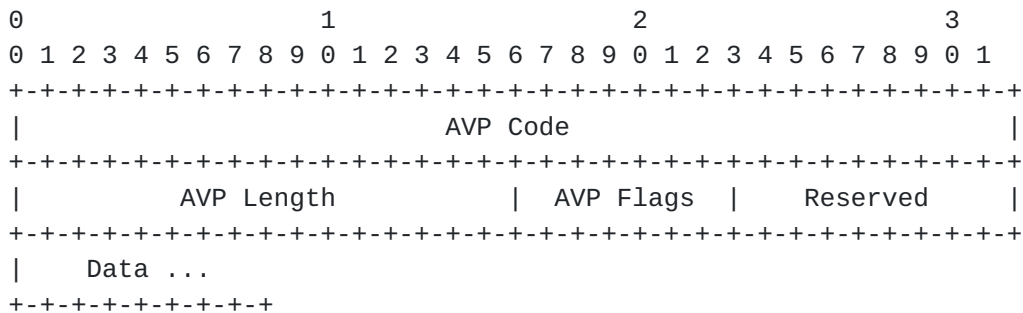 0                   1                   2                   3
0 1 2 3 4 5 6 7 8 9 0 1 2 3 4 5 6 7 8 9 0 1 2 3 4 5 6 7 8 9 0 1
+-+-+-+-+-+-+-+-+-+-+-+-+-+-+-+-+-+-+-+-+-+-+-+-+-+-+-+-+-+-+-+-+
|                           AVP Code                            |
+-+-+-+-+-+-+-+-+-+-+-+-+-+-+-+-+-+-+-+-+-+-+-+-+-+-+-+-+-+-+-+-+
|          AVP Length           |  AVP Flags  |    Reserved     |
+-+-+-+-+-+-+-+-+-+-+-+-+-+-+-+-+-+-+-+-+-+-+-+-+-+-+-+-+-+-+-+-+
|    Data ...
+-+-+-+-+-+-+-+-+